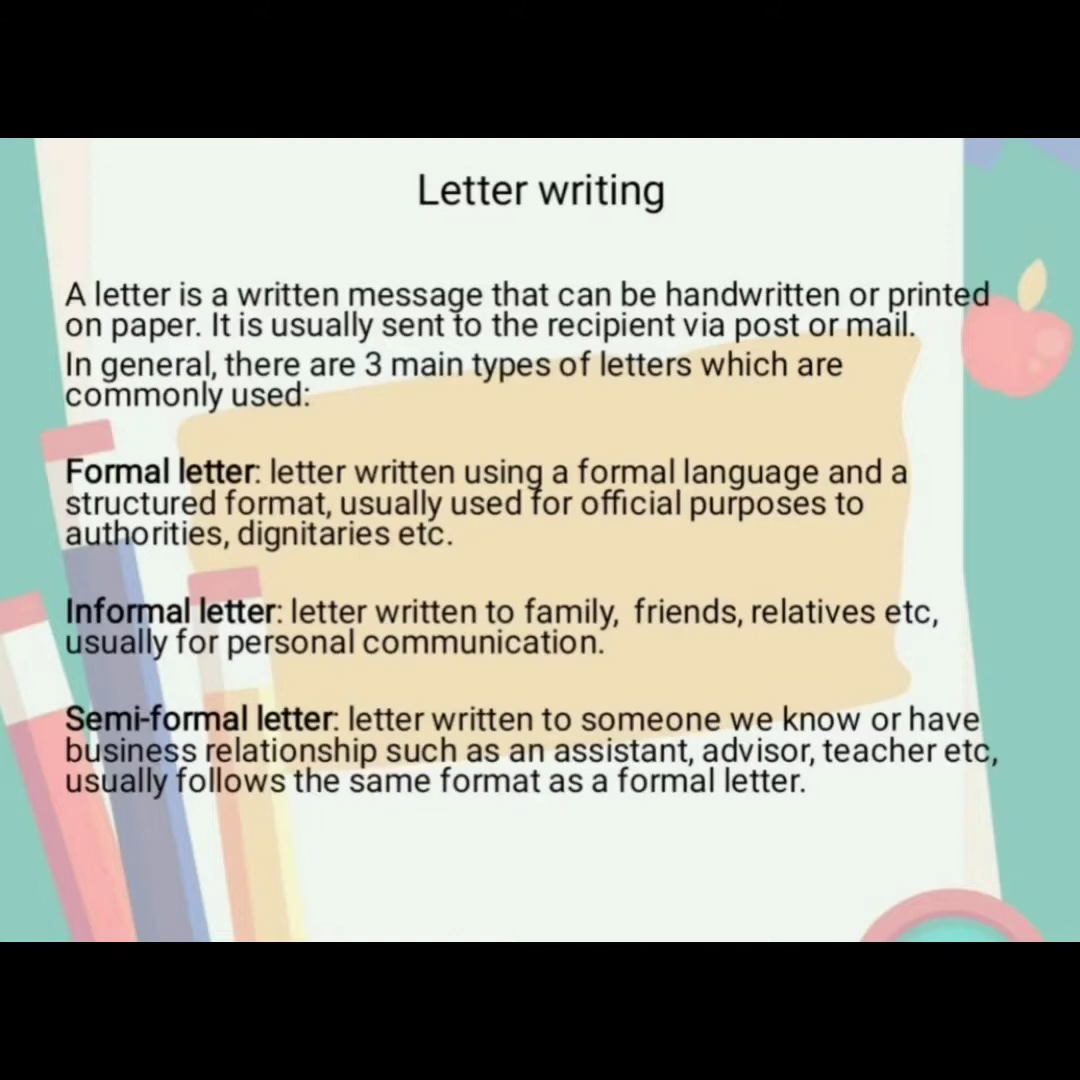 Letter writing
A letter is a written message that can be handwritten or printed
on paper. It is usually sent to the recipient via post or mail.
In general, there are 3 main types of letters which are
commonly used:
Formal letter: letter written using a formal language and a
structured format, usually used for official purposes to
authorities, dignitaries etc.
Informal letter: letter written to family,  friends, relatives etc,
usually for personal communication.
Semi-formal letter: letter written to someone we know or have
business relationship such as an assistant, advisor, teacher etc,
usually follows the same format as a formal letter.